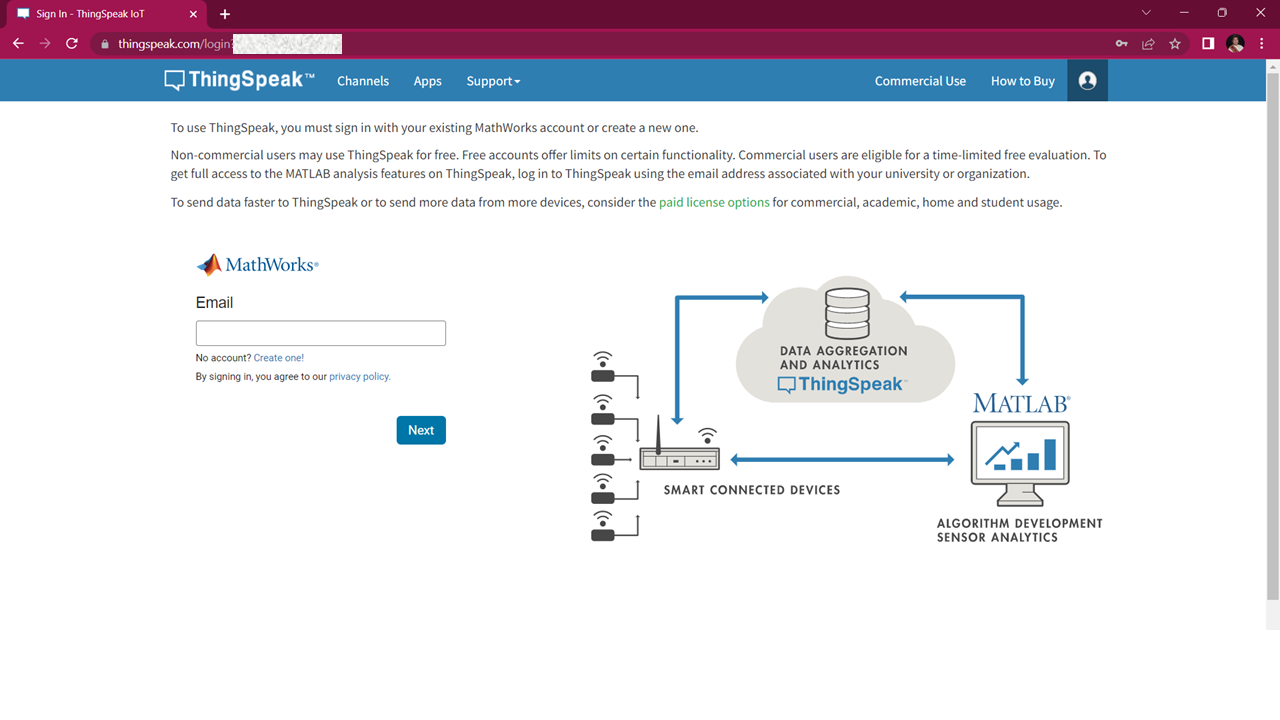 Sign In - ThingSpeak IoT
thingspeak.com/login?
ThingSpeak™ Channels Apps Support Commercial Use How to Buy
To use ThingSpeak, you must sign in with your existing MathWorks account or create a new one.
Non-commercial users may use ThingSpeak for free. Free accounts offer limits on certain functionality. Commercial users are eligible for a time-limited free evaluation. To
get full access to the MATLAB analysis features on ThingSpeak, log in to ThingSpeak using the email address associated with your university or organization.
To send data faster to ThingSpeak or to send more data from more devices, consider the paid license options for commercial, academic, home and student usage.
MathWorks®
Email
No account? Create one!
By signing in, you agree to our privacy policy.
Next
DATA AGGREGATION
AND ANALYTICS
ThingSpeak™
MATLAB®
SMART CONNECTED DEVICES
ALGORITHM DEVELOPMENT
SENSOR ANALYTICS